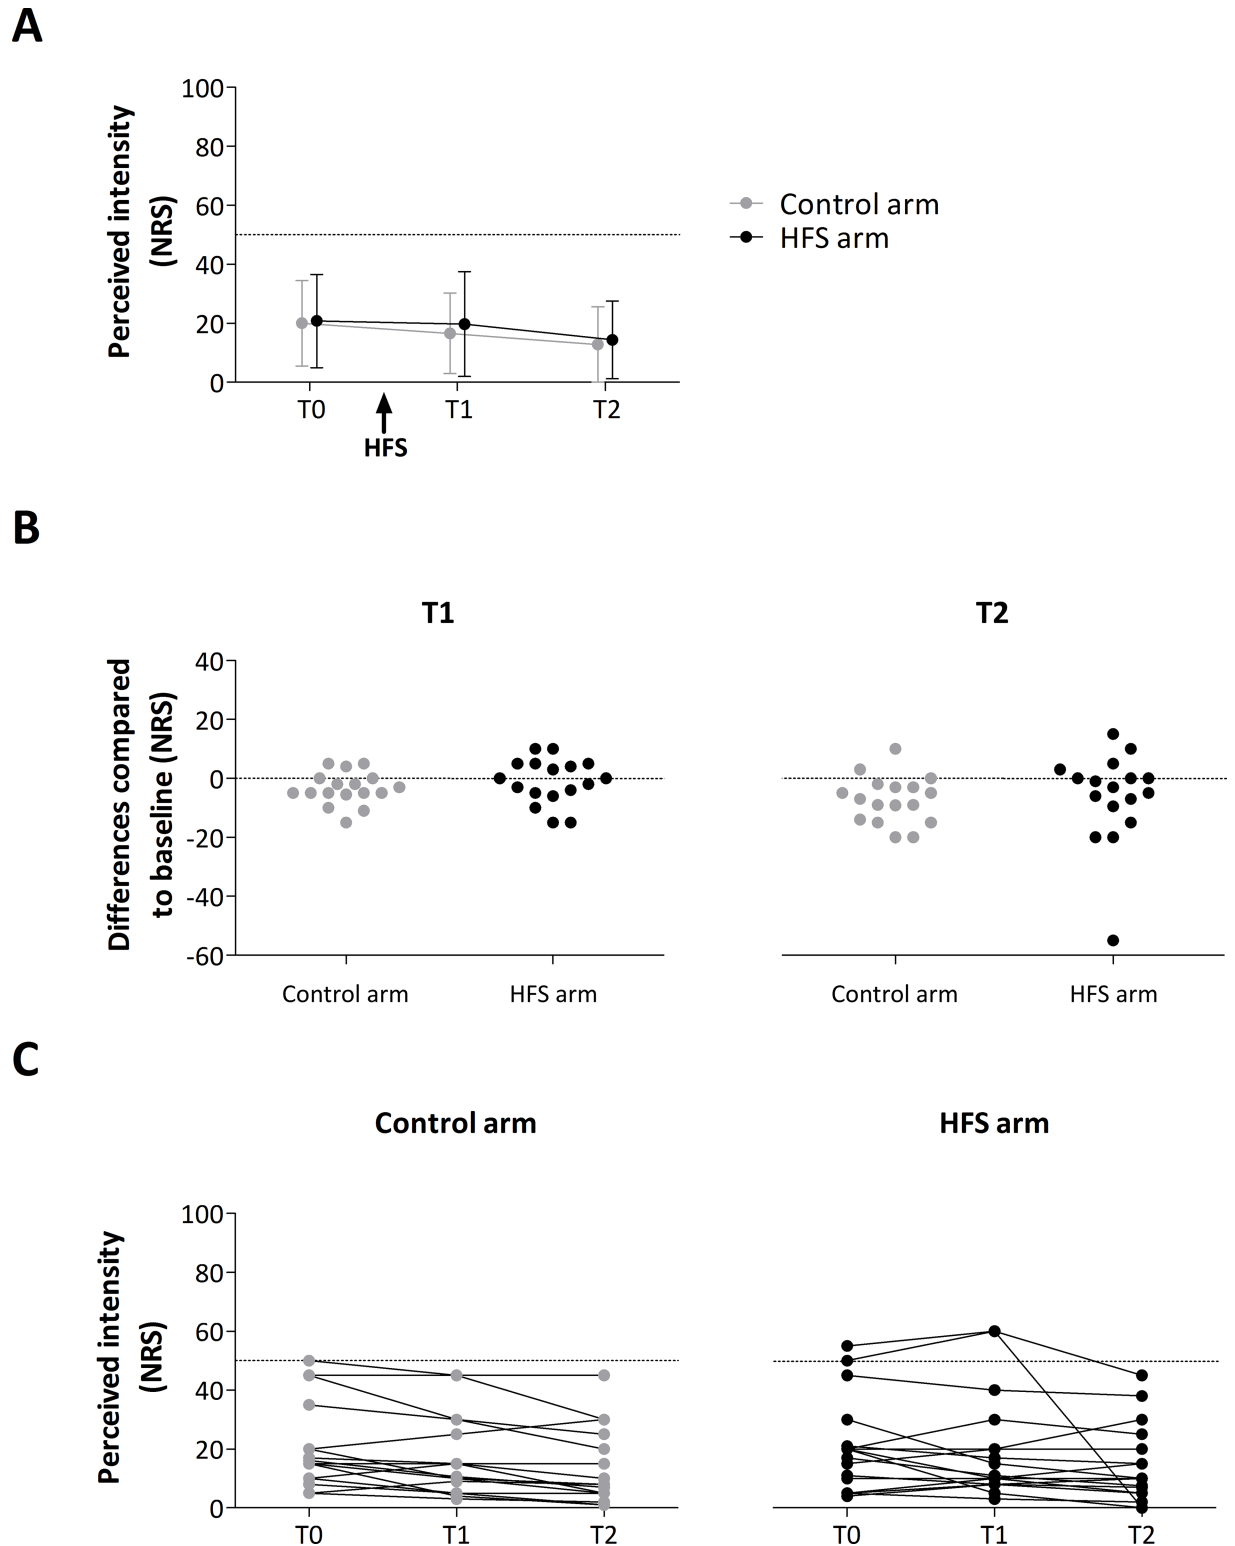 A
Perceived intensity
(NRS)
100
80
60
40
20
0
T0
T1
T2
HFS
Control arm
HFS arm
B
T1
T2
Differences compared
to baseline (NRS)
40
20
0
-20
-40
-60
Control arm
HFS arm
Control arm
HFS arm
C
Control arm
HFS arm
Perceived intensity
(NRS)
100
80
60
40
20
0
T0
T1
T2
T0
T1
T2